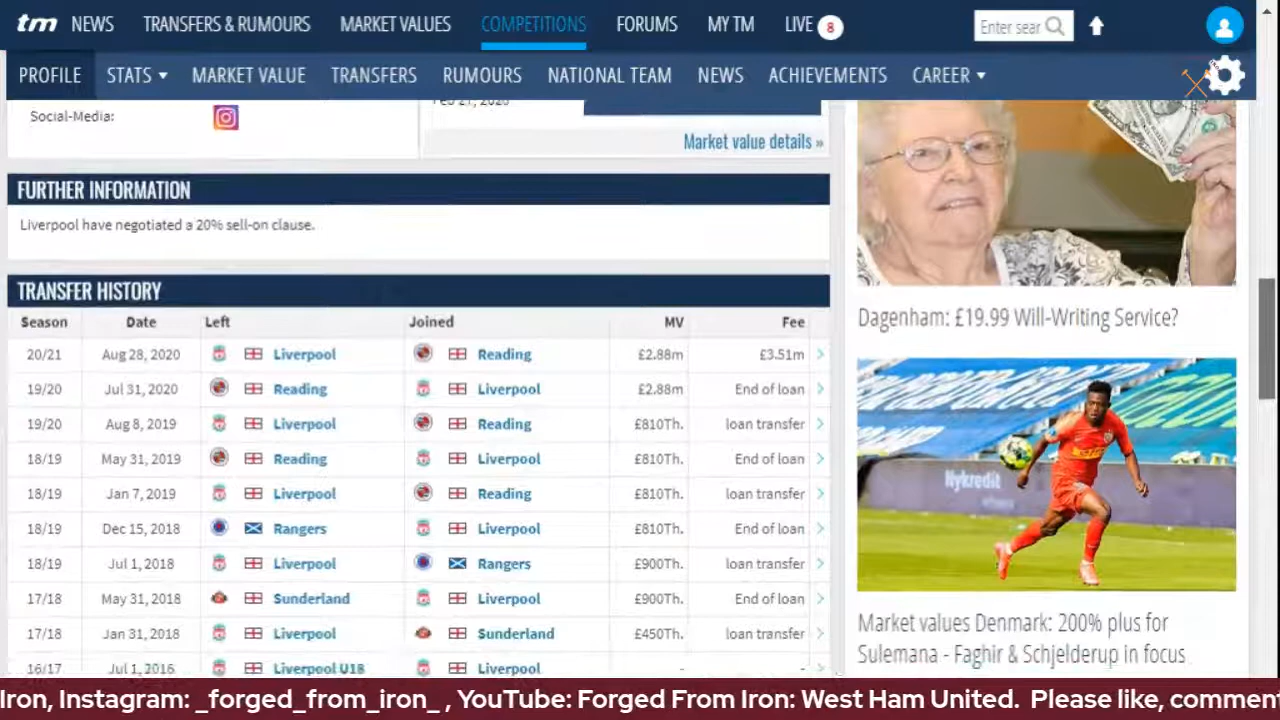 tm NEWS TRANSFERS & RUMOURS MARKET VALUES COMPETITIONS FORUMS MY TM LIVE 8 Enter sear
PROFILE STATS MARKET VALUE TRANSFERS RUMOURS NATIONAL TEAM NEWS ACHIEVEMENTS CAREER
Social-Media:
Market value details »
FURTHER INFORMATION
Liverpool have negotiated a 20% sell-on clause.
TRANSFER HISTORY
Season Date Left Joined MV Fee
20/21 Aug 28, 2020 Liverpool Reading £2.88m £3.51m
19/20 Jul 31, 2020 Reading Liverpool £2.88m End of loan
19/20 Aug 8, 2019 Liverpool Reading £810Th. loan transfer
18/19 May 31, 2019 Reading Liverpool £810Th. End of loan
18/19 Jan 7, 2019 Liverpool Reading £810Th. loan transfer
18/19 Dec 15, 2018 Rangers Liverpool £810Th. End of loan
18/19 Jul 1, 2018 Liverpool Rangers £900Th. loan transfer
17/18 May 31, 2018 Sunderland Liverpool £900Th. End of loan
17/18 Jan 31, 2018 Liverpool Sunderland £450Th. loan transfer
16/17 Jul 1, 2016 Liverpool U18 Liverpool - -
Dagenham: £19.99 Will-Writing Service?
Nykredit
Market values Denmark: 200% plus for
Sulemana - Faghir & Schjelderup in focus
Iron, Instagram: _forged_from_iron_ , YouTube: Forged From Iron: West Ham United. Please like, commen